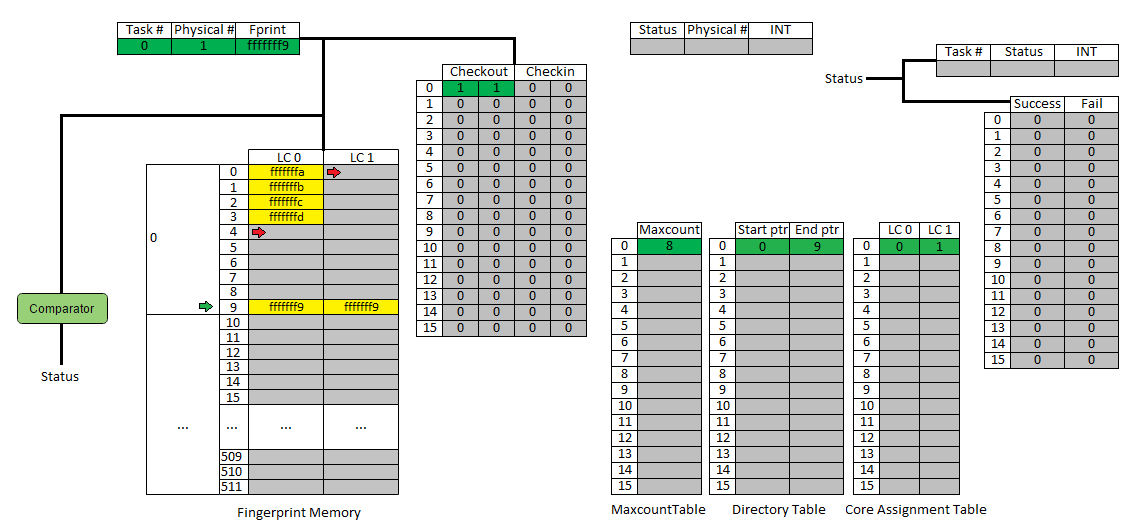 Task # Physical # Fprint
0 1 fffffff9
Status Physical # INT
Task # Status INT
Status
Checkout Checkin
0 1 1 0 0
1 0 0 0 0
2 0 0 0 0
3 0 0 0 0
4 0 0 0 0
5 0 0 0 0
6 0 0 0 0
7 0 0 0 0
8 0 0 0 0
9 0 0 0 0
10 0 0 0 0
11 0 0 0 0
12 0 0 0 0
13 0 0 0 0
14 0 0 0 0
15 0 0 0 0
Success Fail
0 0 0
1 0 0
2 0 0
3 0 0
4 0 0
5 0 0
6 0 0
7 0 0
8 0 0
9 0 0
10 0 0
11 0 0
12 0 0
13 0 0
14 0 0
15 0 0
LC 0 LC 1
0
0 fffffffa
1 fffffffb
2 fffffffc
3 fffffffd
4
5
6
7
8
9 fffffff9 fffffff9
10
11
12
13
14
15
... ... ... ...
509
510
511
Fingerprint Memory
Comparator
Status
Maxcount
0 8
1
2
3
4
5
6
7
8
9
10
11
12
13
14
15
MaxcountTable
Start ptr End ptr
0 0 9
1
2
3
4
5
6
7
8
9
10
11
12
13
14
15
Directory Table
LC 0 LC 1
0 0 1
1
2
3
4
5
6
7
8
9
10
11
12
13
14
15
Core Assignment Table